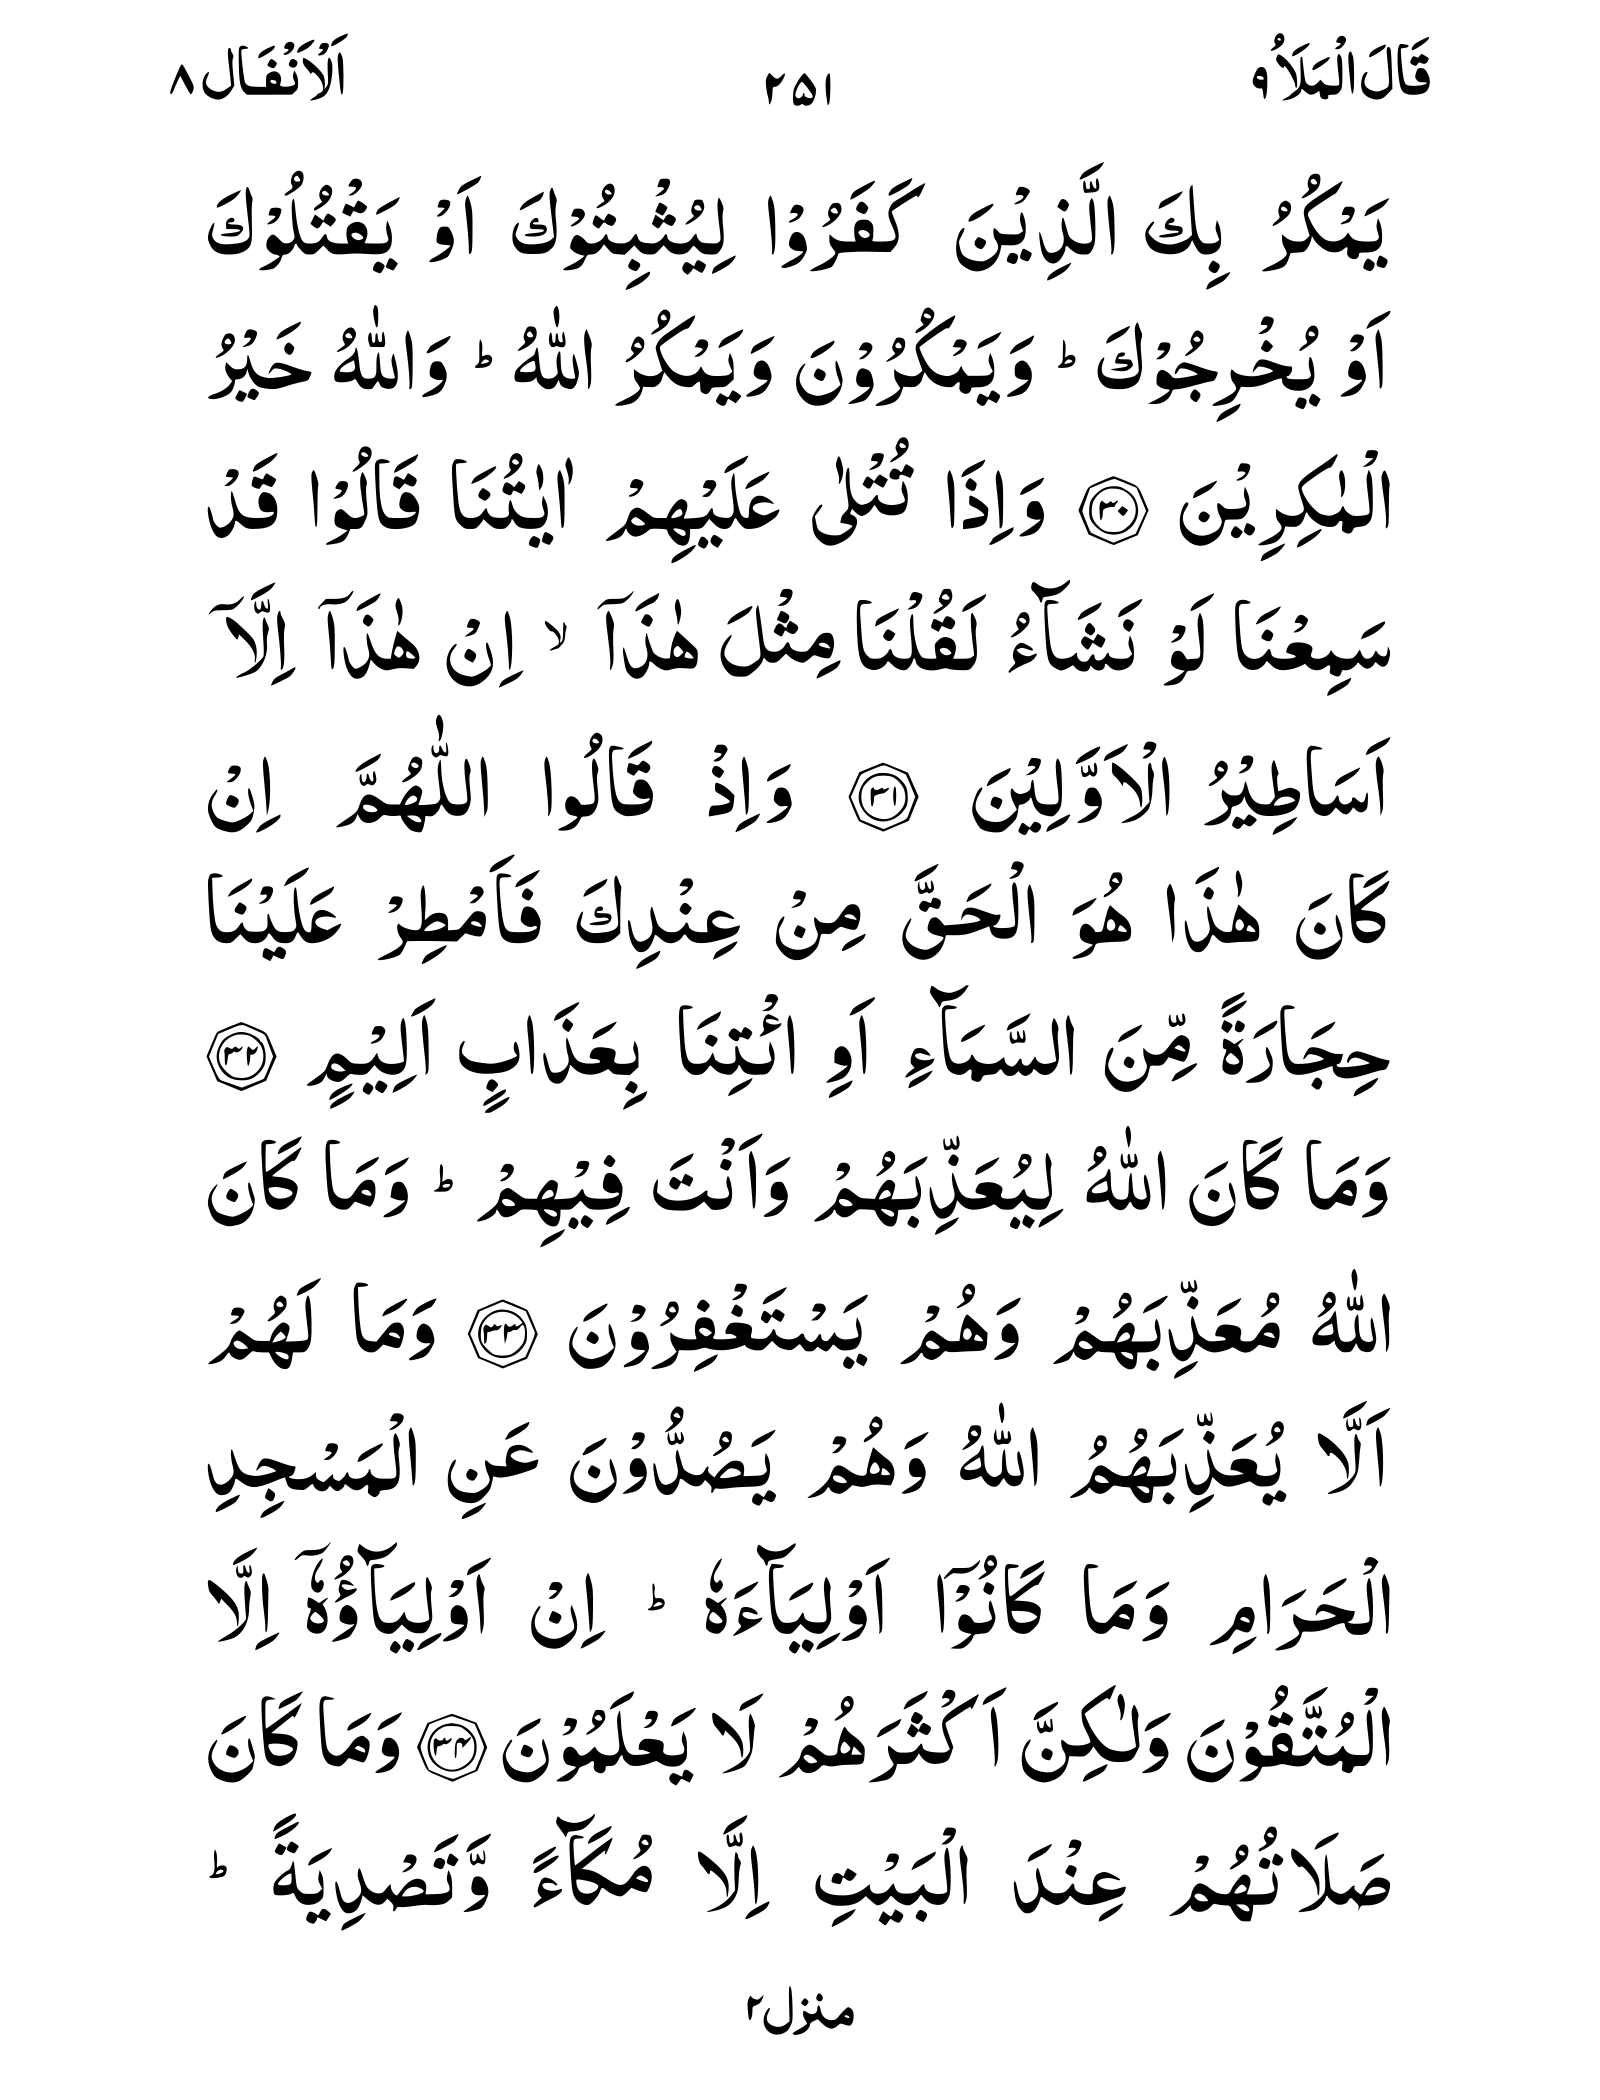 قَالَ الْمَلَاُ ٩
٢٥١
اَلْاَنْفَال ٨
يَمْكُرُ بِكَ الَّذِيْنَ كَفَرُوْا لِيُثْبِتُوْكَ اَوْ يَقْتُلُوْكَ
اَوْ يُخْرِجُوْكَ ؕ وَيَمْكُرُوْنَ وَيَمْكُرُ اللّٰهُ ؕ وَاللّٰهُ خَيْرُ
الْمٰكِرِيْنَ ۝٣٠ وَاِذَا تُتْلٰى عَلَيْهِمْ اٰيٰتُنَا قَالُوْا قَدْ
سَمِعْنَا لَوْ نَشَآءُ لَقُلْنَا مِثْلَ هٰذَآ ۙ اِنْ هٰذَآ اِلَّاۤ
اَسَاطِيْرُ الْاَوَّلِيْنَ ۝٣١ وَاِذْ قَالُوا اللّٰهُمَّ اِنْ
كَانَ هٰذَا هُوَ الْحَقَّ مِنْ عِنْدِكَ فَاَمْطِرْ عَلَيْنَا
حِجَارَةً مِّنَ السَّمَآءِ اَوِ ائْتِنَا بِعَذَابٍ اَلِيْمٍ ۝٣٢
وَمَا كَانَ اللّٰهُ لِيُعَذِّبَهُمْ وَاَنْتَ فِيْهِمْ ؕ وَمَا كَانَ
اللّٰهُ مُعَذِّبَهُمْ وَهُمْ يَسْتَغْفِرُوْنَ ۝٣٣ وَمَا لَهُمْ
اَلَّا يُعَذِّبَهُمُ اللّٰهُ وَهُمْ يَصُدُّوْنَ عَنِ الْمَسْجِدِ
الْحَرَامِ وَمَا كَانُوْۤا اَوْلِيَآءَهٗ ؕ اِنْ اَوْلِيَآؤُهٗۤ اِلَّا
الْمُتَّقُوْنَ وَلٰكِنَّ اَكْثَرَهُمْ لَا يَعْلَمُوْنَ ۝٣۴ وَمَا كَانَ
صَلَاتُهُمْ عِنْدَ الْبَيْتِ اِلَّا مُكَآءً وَّتَصْدِيَةً ؕ
منزل٢